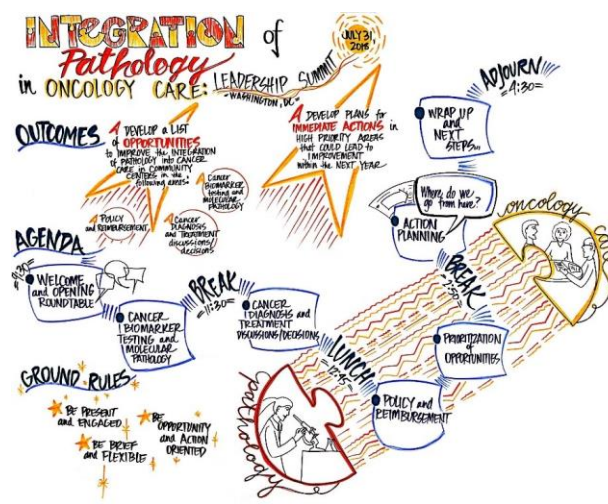 INTEGRATION of
Pathology
in ONCOLOGY CARE: LEADERSHIP SUMMIT
"WASHINGTON, DC"
JULY 31
2018
OUTCOMES
A DEVELOP A LIST
of OPPORTUNITIES
to IMPROVE the INTEGRATION
of PATHOLOGY into CANCER
CARE in COMMUNITY
CENTERS in the
following areas:
A POLICY
and REIMBURSEMENT
A Cancer
DIAGNOSIS
and TREATMENT
discussions/
decisions
A Cancer
BIOMARKER
testing and
MOLECULAR
PATHOLOGY
A DEVELOP PLANS for
IMMEDIATE ACTIONS in
HIGH PRIORITY AREAS
that COULD LEAD to
IMPROVEMENT
within the NEXT YEAR
AGENDA
=9:30=
WELCOME
and OPENING
ROUNDTABLE
CANCER
BIOMARKER
TESTING and
MOLECULAR
PATHOLOGY
BREAK
=11:30=
CANCER
DIAGNOSIS and
TREATMENT
DISCUSSIONS/DECISIONS
LUNCH
=12:45=
POLICY and
REIMBURSEMENT
PRIORITIZATION
of
OPPORTUNITIES
BREAK
=2:30=
Where do we
go from here?
ACTION
PLANNING
WRAP UP
and
NEXT
STEPS...
ADJOURN
=4:30=
oncology care
pathology
GROUND RULES
BE PRESENT
and ENGAGED
BE BRIEF
and FLEXIBLE
BE
OPPORTUNITY
and ACTION
ORIENTED